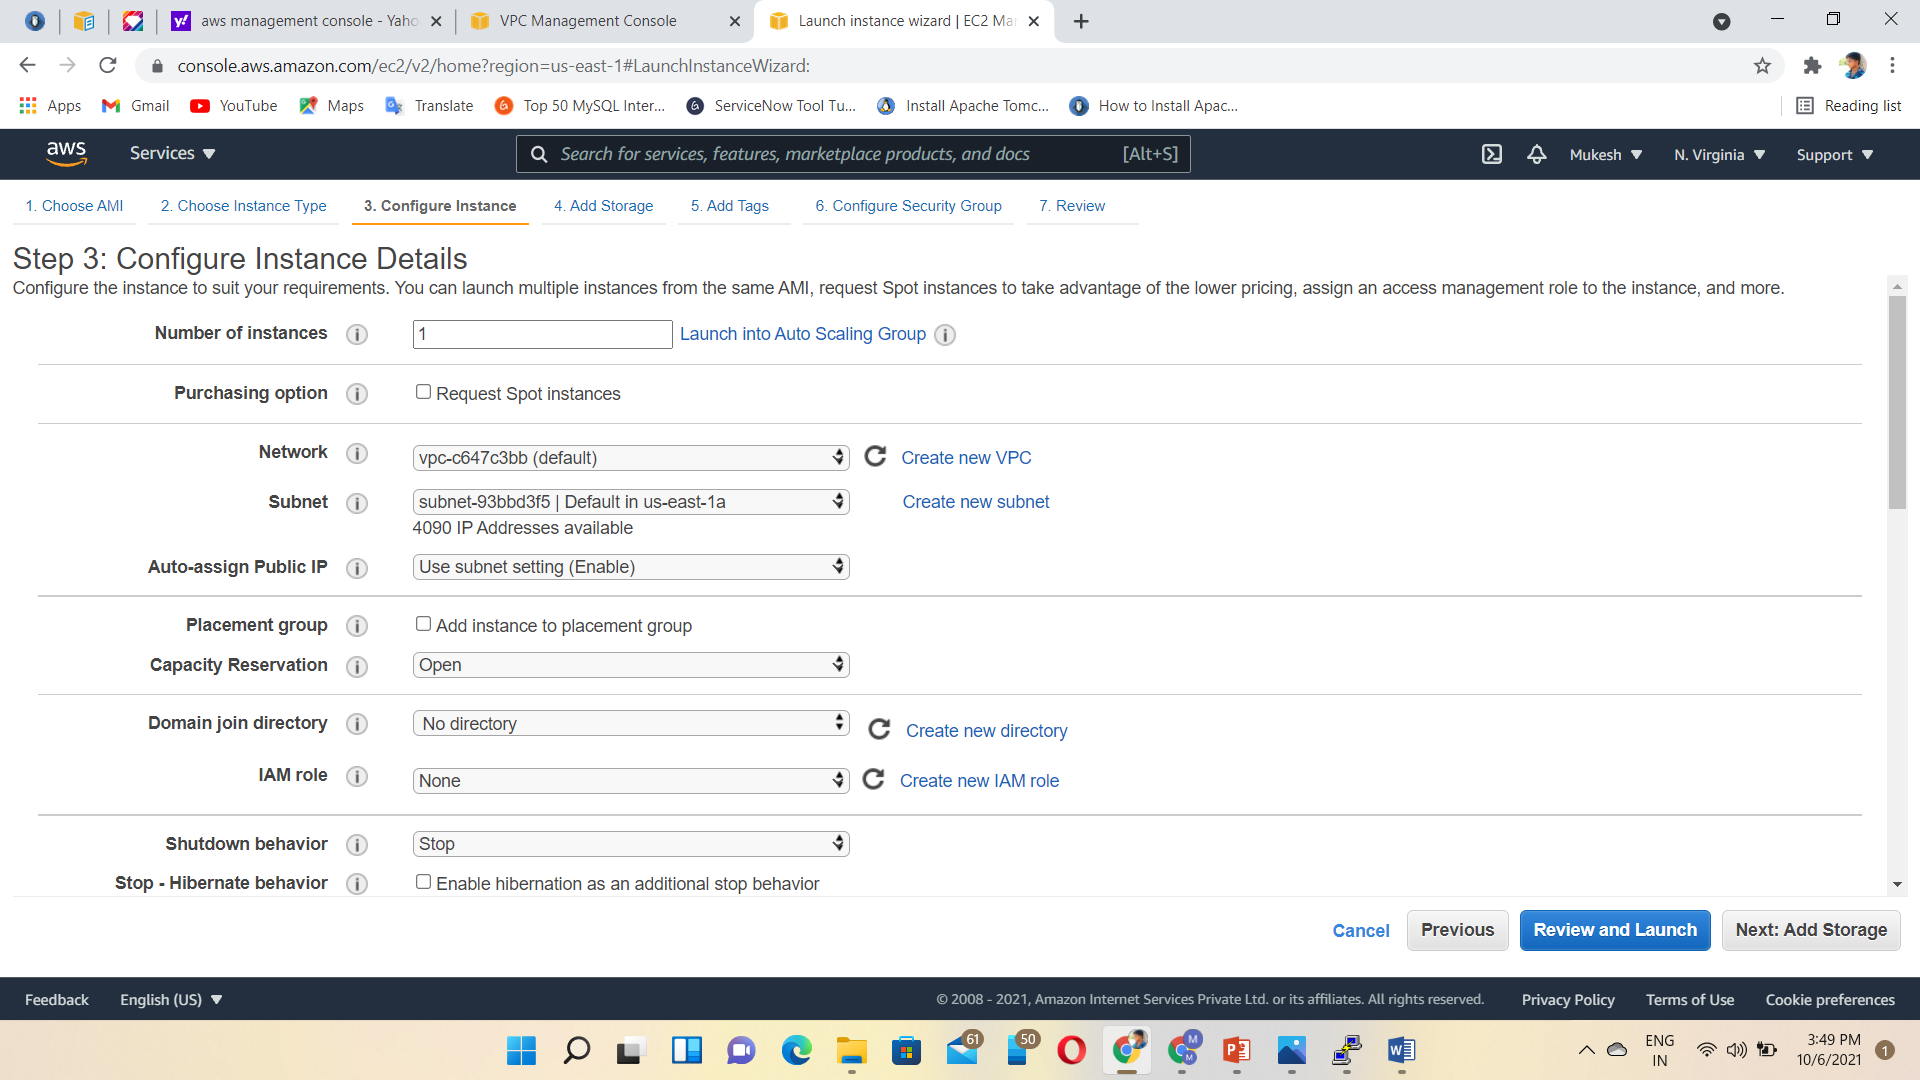 aws management console - Yaho
VPC Management Console
Launch instance wizard | EC2 Mar
console.aws.amazon.com/ec2/v2/home?region=us-east-1#LaunchInstanceWizard:
Apps
Gmail
YouTube
Maps
Translate
Top 50 MySQL Inter...
ServiceNow Tool Tu...
Install Apache Tomc...
How to Install Apac...
Reading list
aws
Services
Search for services, features, marketplace products, and docs
[Alt+S]
Mukesh
N. Virginia
Support
1. Choose AMI
2. Choose Instance Type
3. Configure Instance
4. Add Storage
5. Add Tags
6. Configure Security Group
7. Review
Step 3: Configure Instance Details
Configure the instance to suit your requirements. You can launch multiple instances from the same AMI, request Spot instances to take advantage of the lower pricing, assign an access management role to the instance, and more.
Number of instances
1
Launch into Auto Scaling Group
Purchasing option
Request Spot instances
Network
vpc-c647c3bb (default)
Create new VPC
Subnet
subnet-93bbd3f5 | Default in us-east-1a
Create new subnet
4090 IP Addresses available
Auto-assign Public IP
Use subnet setting (Enable)
Placement group
Add instance to placement group
Capacity Reservation
Open
Domain join directory
No directory
Create new directory
IAM role
None
Create new IAM role
Shutdown behavior
Stop
Stop - Hibernate behavior
Enable hibernation as an additional stop behavior
Cancel
Previous
Review and Launch
Next: Add Storage
Feedback
English (US)
© 2008 - 2021, Amazon Internet Services Private Ltd. or its affiliates. All rights reserved.
Privacy Policy
Terms of Use
Cookie preferences
61
50
ENG
IN
3:49 PM
10/6/2021
1